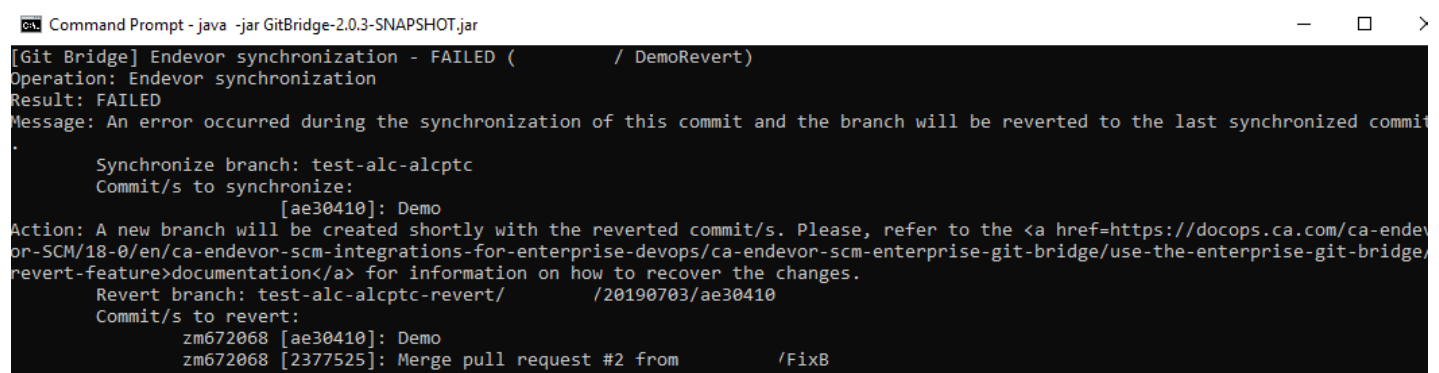 Command Prompt - java -jar GitBridge-2.0.3-SNAPSHOT.jar
[Git Bridge] Endevor synchronization - FAILED ( / DemoRevert)
Operation: Endevor synchronization
Result: FAILED
Message: An error occurred during the synchronization of this commit and the branch will be reverted to the last synchronized commit
.
Synchronize branch: test-alc-alcptc
Commit/s to synchronize:
[ae30410]: Demo
Action: A new branch will be created shortly with the reverted commit/s. Please, refer to the <a href=https://docops.ca.com/ca-endev
or-SCM/18-0/en/ca-endevor-scm-integrations-for-enterprise-devops/ca-endevor-scm-enterprise-git-bridge/use-the-enterprise-git-bridge/
revert-feature>documentation</a> for information on how to recover the changes.
Revert branch: test-alc-alcptc-revert/ /20190703/ae30410
Commit/s to revert:
zm672068 [ae30410]: Demo
zm672068 [2377525]: Merge pull request #2 from /FixB